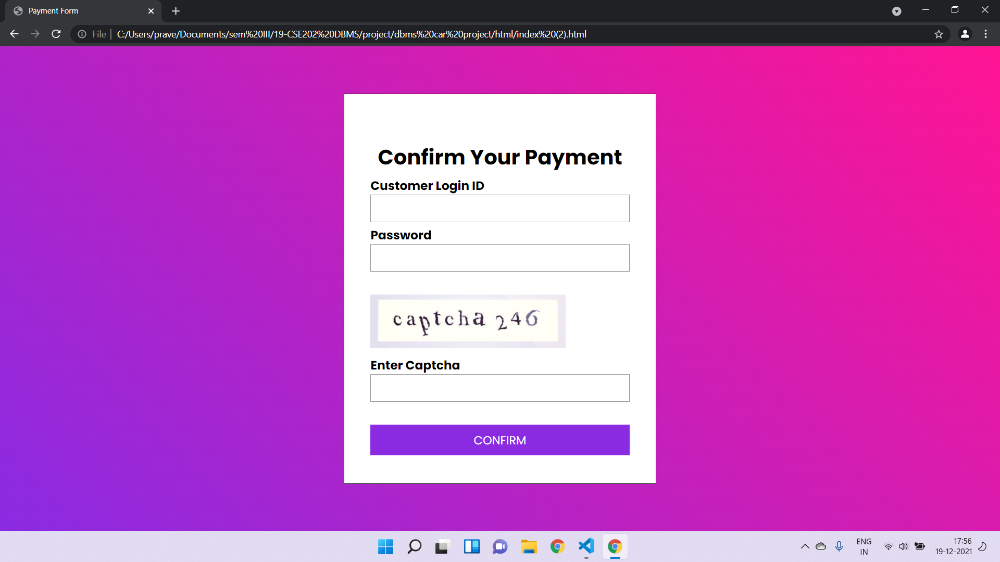 Payment Form
File | C:/Users/prave/Documents/sem%20III/19-CSE202%20DBMS/project/dbms%20car%20project/html/index%20(2).html
Confirm Your Payment
Customer Login ID
Password
captcha 246
Enter Captcha
CONFIRM
ENG
IN
17:56
19-12-2021